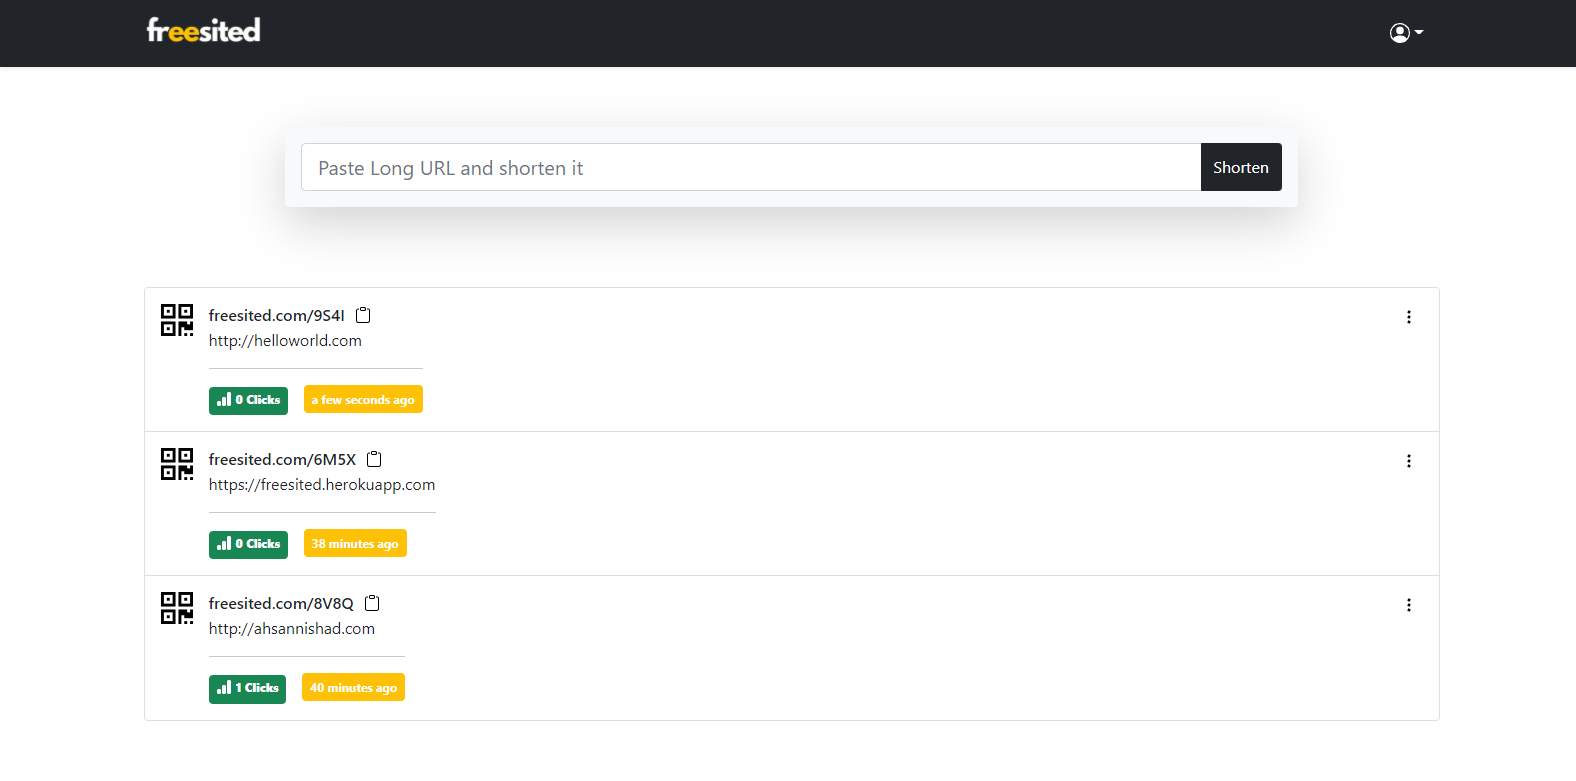 freesited
Paste Long URL and shorten it
Shorten
freesited.com/9S4I
http://helloworld.com
0 Clicks
a few seconds ago
freesited.com/6M5X
https://freesited.herokuapp.com
0 Clicks
38 minutes ago
freesited.com/8V8Q
http://ahsannishad.com
1 Clicks
40 minutes ago